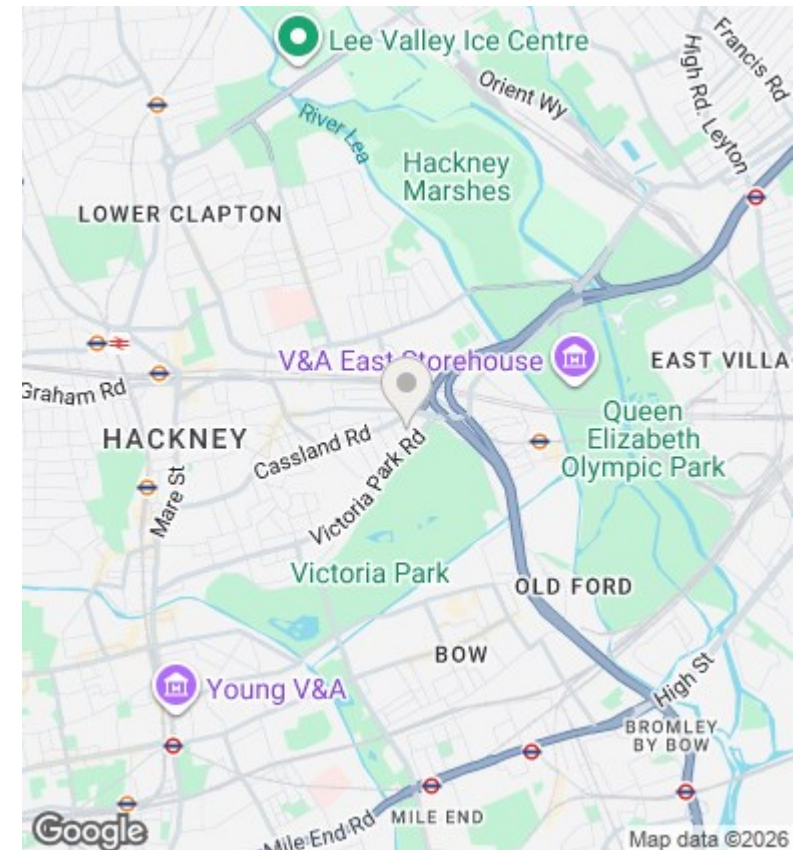 Lee Valley Ice Centre
Francis Rd
High Rd. Leyton
Orient Wy
River Lea
Hackney
Marshes
LOWER CLAPTON
V&A East Storehouse
EAST VILLA
Graham Rd
Queen
Elizabeth
Olympic Park
HACKNEY
Cassland Rd
Victoria Park Rd
Mare St
Victoria Park
OLD FORD
BOW
High St
Young V&A
BROMLEY
BY BOW
MILE END
Mile End Rd
Google
Map data ©2026